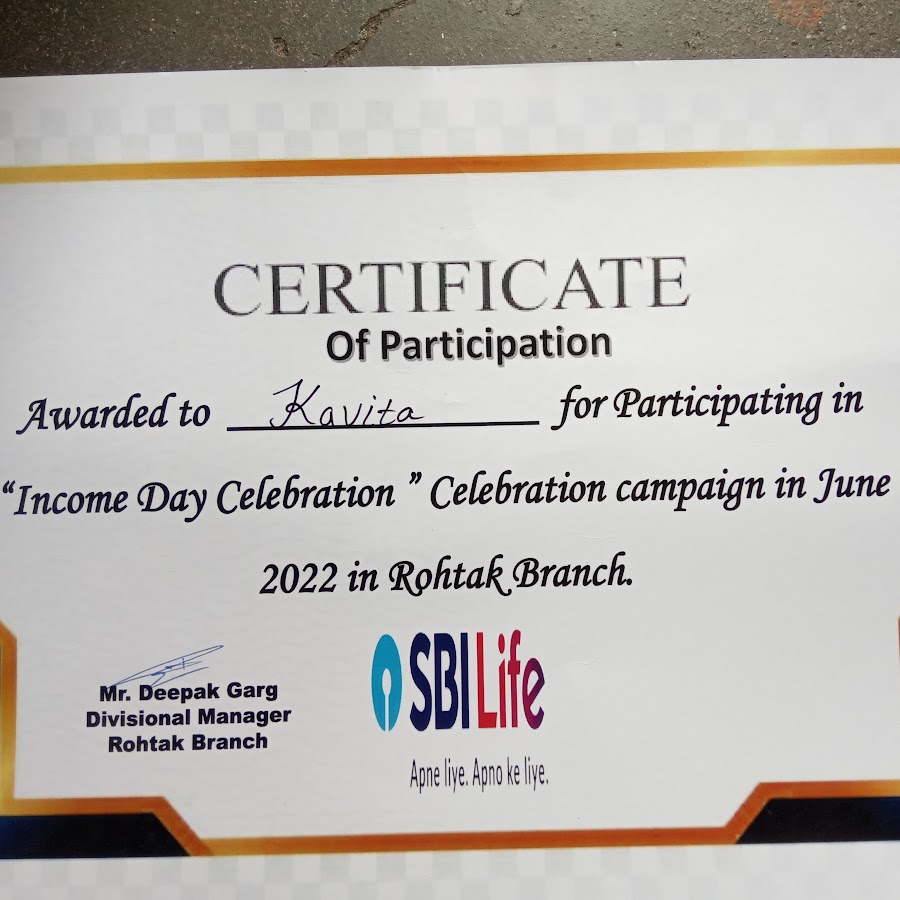 CERTIFICATE
Of Participation
Awarded to Kavita for Participating in
“Income Day Celebration ” Celebration campaign in June
2022 in Rohtak Branch.
Mr. Deepak Garg
Divisional Manager
Rohtak Branch
SBI Life
Apne liye. Apno ke liye.